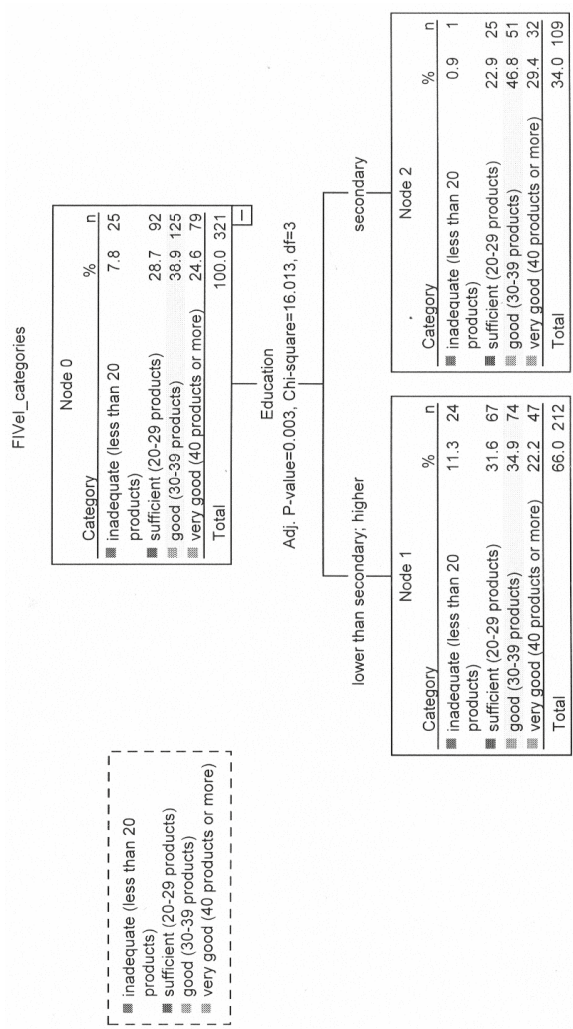 FIVeI_categories
inadequate (less than 20
products)
sufficient (20-29 products)
good (30-39 products)
very good (40 products or more)
Node 0
Category % n
inadequate (less than 20 7.8 25
products)
sufficient (20-29 products) 28.7 92
good (30-39 products) 38.9 125
very good (40 products or more) 24.6 79
Total 100.0 321
Education
Adj. P-value=0.003, Chi-square=16.013, df=3
lower than secondary; higher
secondary
Node 1
Category % n
inadequate (less than 20 11.3 24
products)
sufficient (20-29 products) 31.6 67
good (30-39 products) 34.9 74
very good (40 products or more) 22.2 47
Total 66.0 212
Node 2
Category % n
inadequate (less than 20 0.9 1
products)
sufficient (20-29 products) 22.9 25
good (30-39 products) 46.8 51
very good (40 products or more) 29.4 32
Total 34.0 109